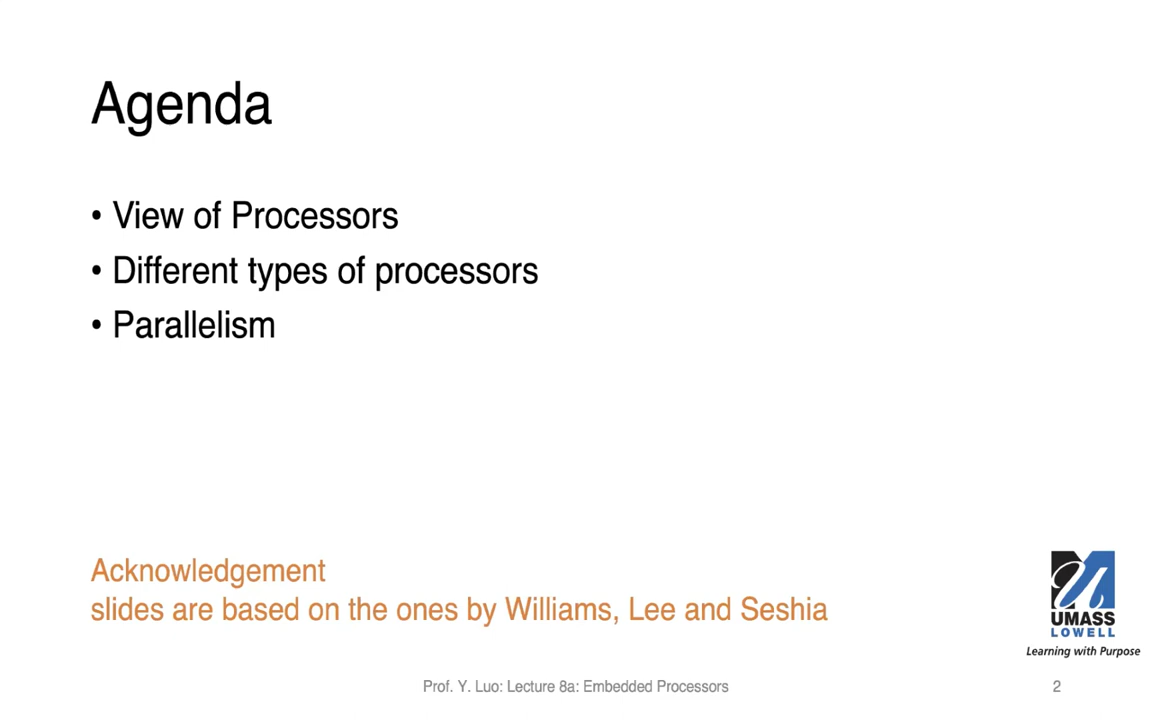 Agenda
• View of Processors
• Different types of processors
• Parallelism
Acknowledgement
slides are based on the ones by Williams, Lee and Seshia
UMASS
LOWELL
Learning with Purpose
Prof. Y. Luo: Lecture 8a: Embedded Processors
2